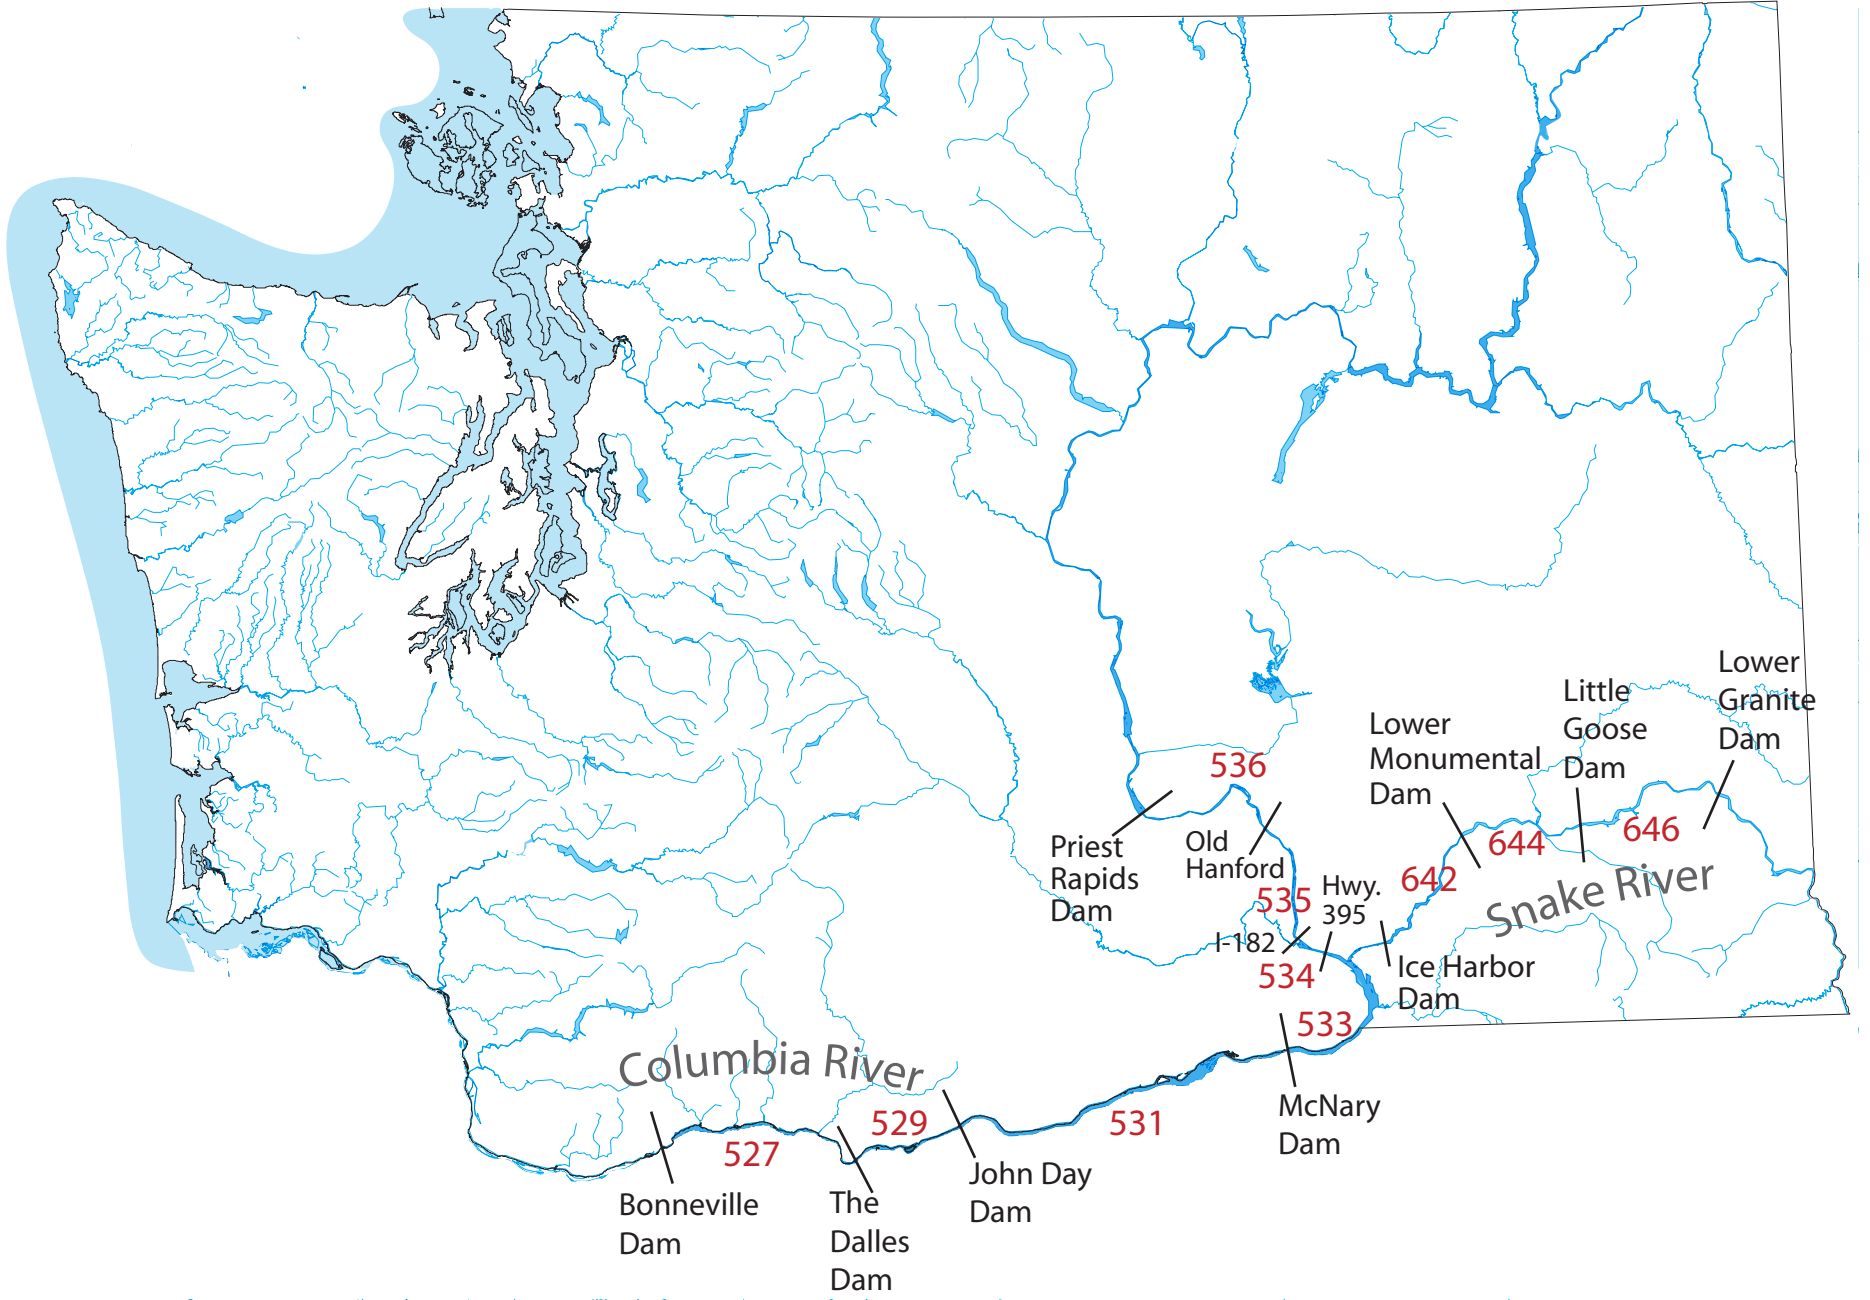 Lower
Granite
Dam
Little
Goose
Dam
Lower
Monumental
Dam
536
Priest
Rapids
Dam
Old
Hanford
535
Hwy.
395
I-182
534
533
642
644
646
Snake River
Ice Harbor
Dam
McNary
Dam
Columbia River
531
529
527
John Day
Dam
The
Dalles
Dam
Bonneville
Dam